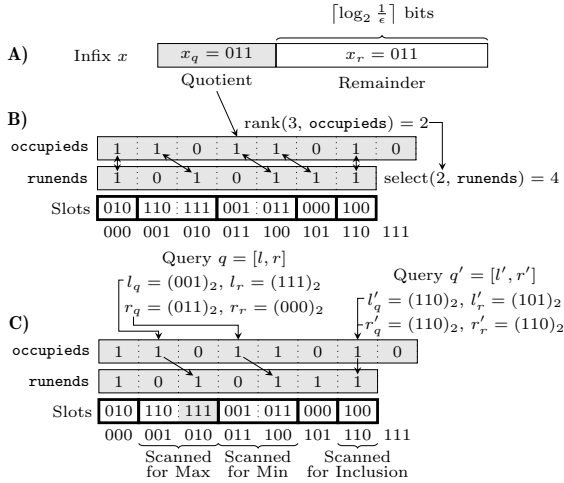 ⌈log₂ 1/ϵ⌉ bits
A) Infix x x_q = 011 x_r = 011
Quotient Remainder
B) rank(3, occupieds) = 2
occupieds 1 1 0 1 1 0 1 0
runends 1 0 1 0 1 1 1 select(2, runends) = 4
Slots 010 110 111 001 011 000 100
000 001 010 011 100 101 110 111
Query q = [l, r]
l_q = (001)₂, l_r = (111)₂
r_q = (011)₂, r_r = (000)₂
Query q′ = [l′, r′]
l′_q = (110)₂, l′_r = (101)₂
r′_q = (110)₂, r′_r = (110)₂
C)
occupieds 1 1 0 1 1 0 1 0
runends 1 0 1 0 1 1 1
Slots 010 110 111 001 011 000 100
000 001 010 011 100 101 110 111
Scanned for Max
Scanned for Min
Scanned for Inclusion